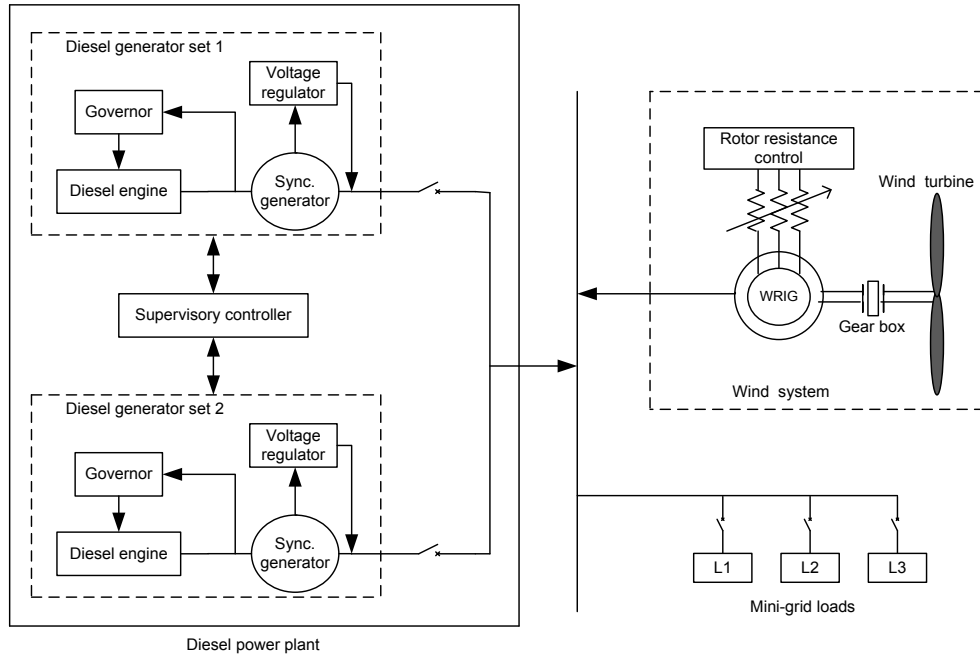 Diesel generator set 1
Voltage
regulator
Governor
Diesel engine
Sync.
generator
Supervisory controller
Diesel generator set 2
Voltage
regulator
Governor
Diesel engine
Sync.
generator
Diesel power plant
Rotor resistance
control
Wind turbine
WRIG
Gear box
Wind system
L1
L2
L3
Mini-grid loads